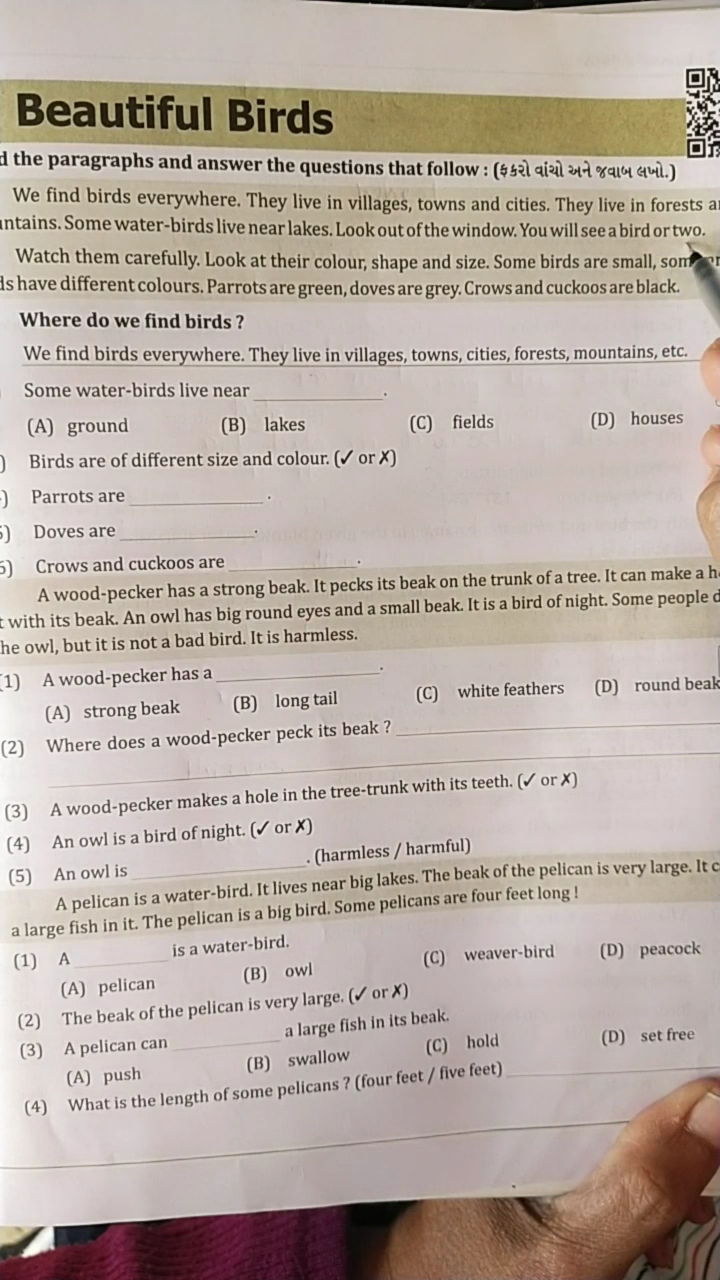 Beautiful Birds
the paragraphs and answer the questions that follow : (ફકરો વાંચો અને જવાબ લખો.)
We find birds everywhere. They live in villages, towns and cities. They live in forests
Some water-birds live near lakes. Look out of the window. You will see a bird or two.
Watch them carefully. Look at their colour, shape and size. Some birds are small,
have different colours. Parrots are green, doves are grey. Crows and cuckoos are black.
Where do we find birds ?
We find birds everywhere. They live in villages, towns, cities, forests, mountains, etc.
Some water-birds live near ____________.
(A) ground (B) lakes (C) fields (D) houses
Birds are of different size and colour. (✓ or ✗)
Parrots are ____________.
Doves are ____________.
Crows and cuckoos are ____________.
A wood-pecker has a strong beak. It pecks its beak on the trunk of a tree. It can make a
with its beak. An owl has big round eyes and a small beak. It is a bird of night. Some people
owl, but it is not a bad bird. It is harmless.
(1) A wood-pecker has a ____________.
(A) strong beak (B) long tail (C) white feathers (D) round beak
(2) Where does a wood-pecker peck its beak ? ____________
(3) A wood-pecker makes a hole in the tree-trunk with its teeth. (✓ or ✗)
(4) An owl is a bird of night. (✓ or ✗)
(5) An owl is ____________. (harmless / harmful)
A pelican is a water-bird. It lives near big lakes. The beak of the pelican is very large. It
a large fish in it. The pelican is a big bird. Some pelicans are four feet long !
(1) A ____________ is a water-bird.
(A) pelican (B) owl (C) weaver-bird (D) peacock
(2) The beak of the pelican is very large. (✓ or ✗)
(3) A pelican can ____________ a large fish in its beak.
(A) push (B) swallow (C) hold (D) set free
(4) What is the length of some pelicans ? (four feet / five feet) ____________